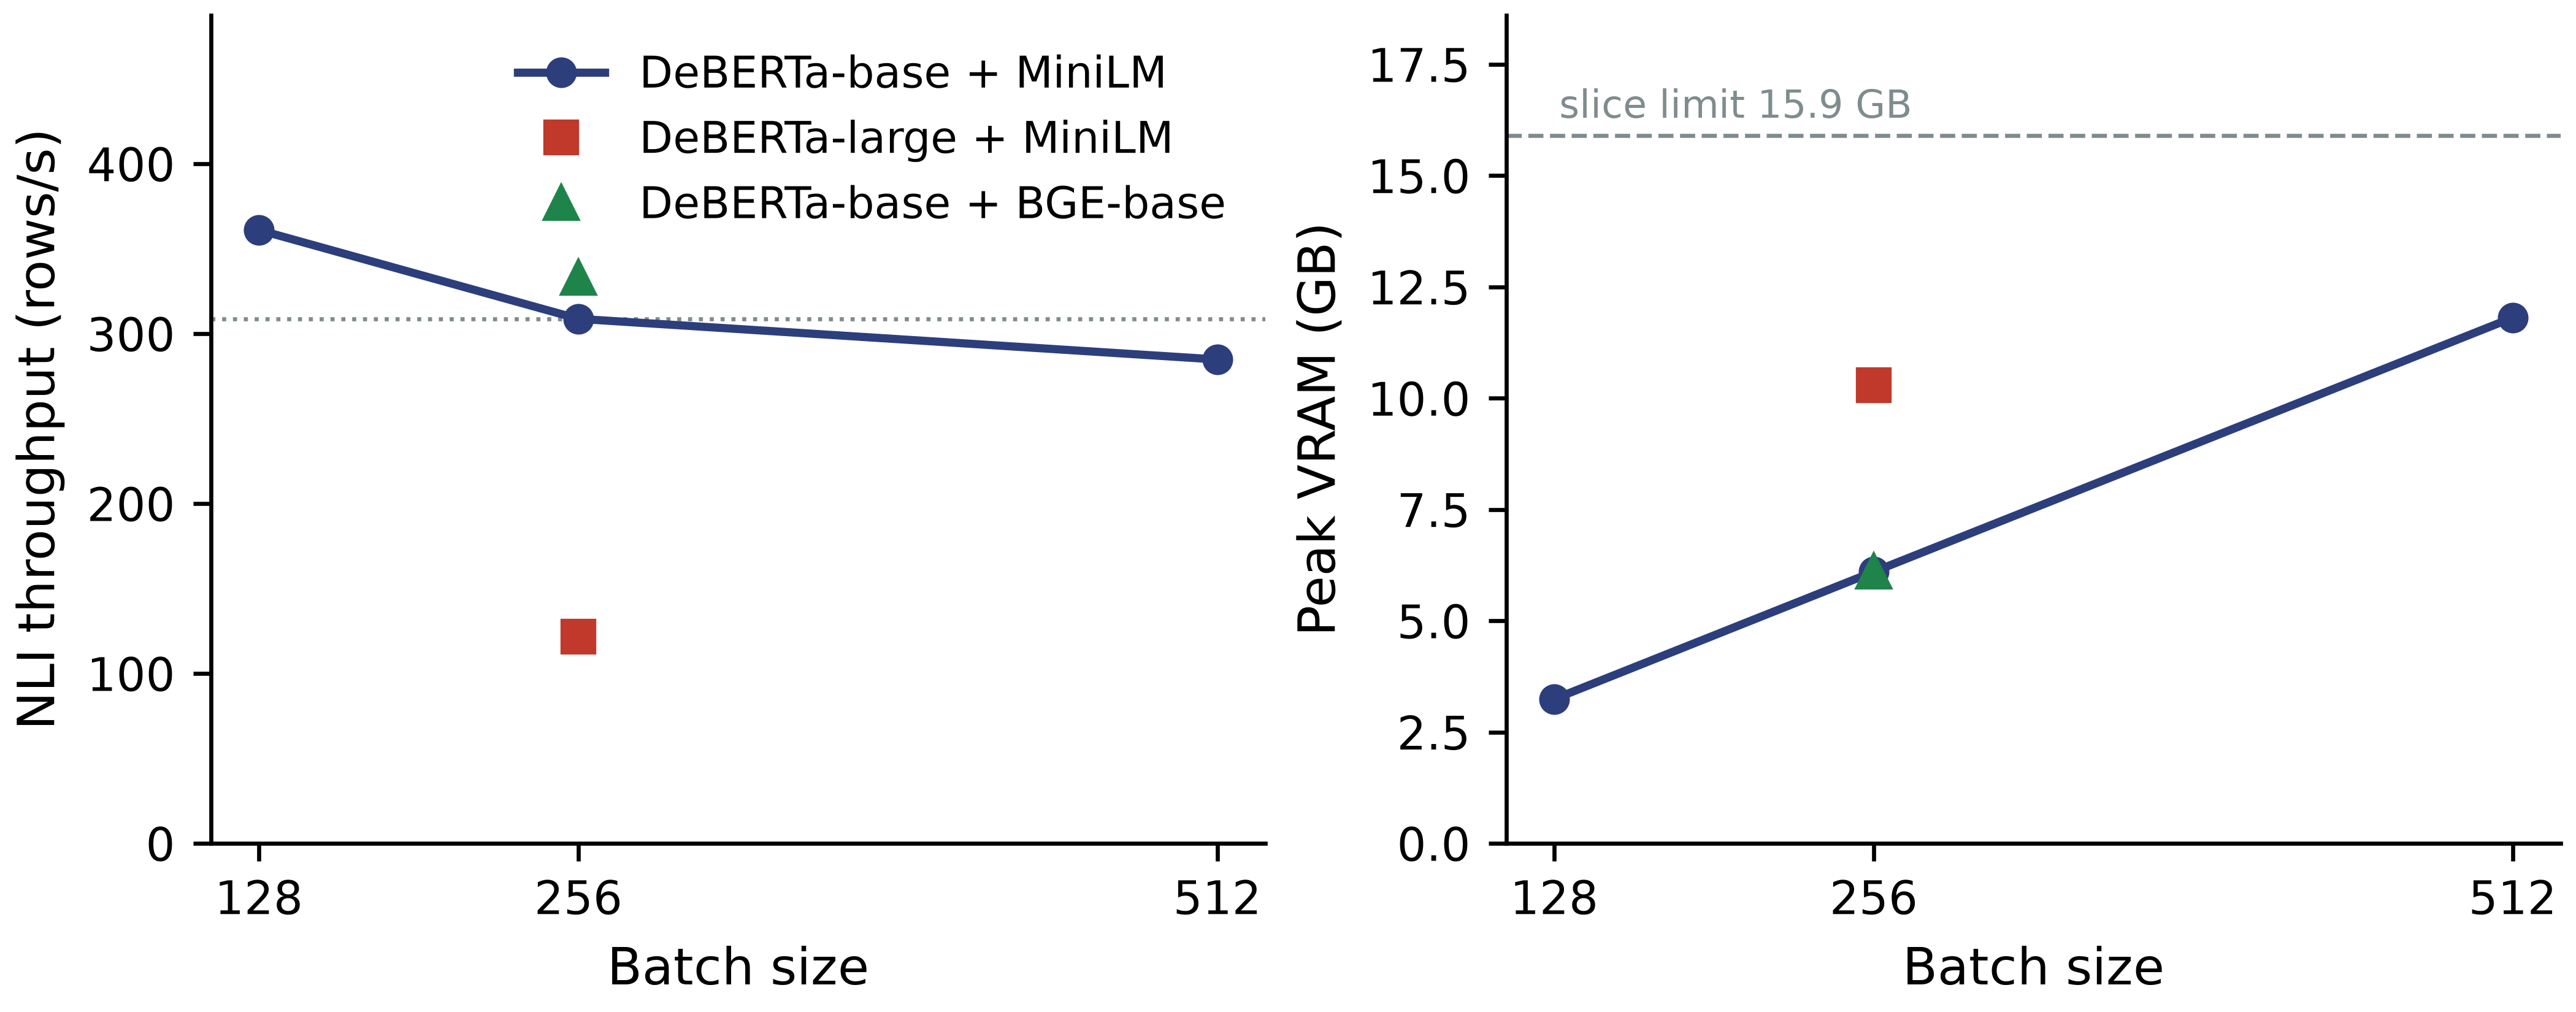 NLI throughput (rows/s)
400
300
200
100
0
DeBERTa-base + MiniLM
DeBERTa-large + MiniLM
DeBERTa-base + BGE-base
128
256
512
Batch size
Peak VRAM (GB)
17.5
15.0
12.5
10.0
7.5
5.0
2.5
0.0
slice limit 15.9 GB
128
256
512
Batch size